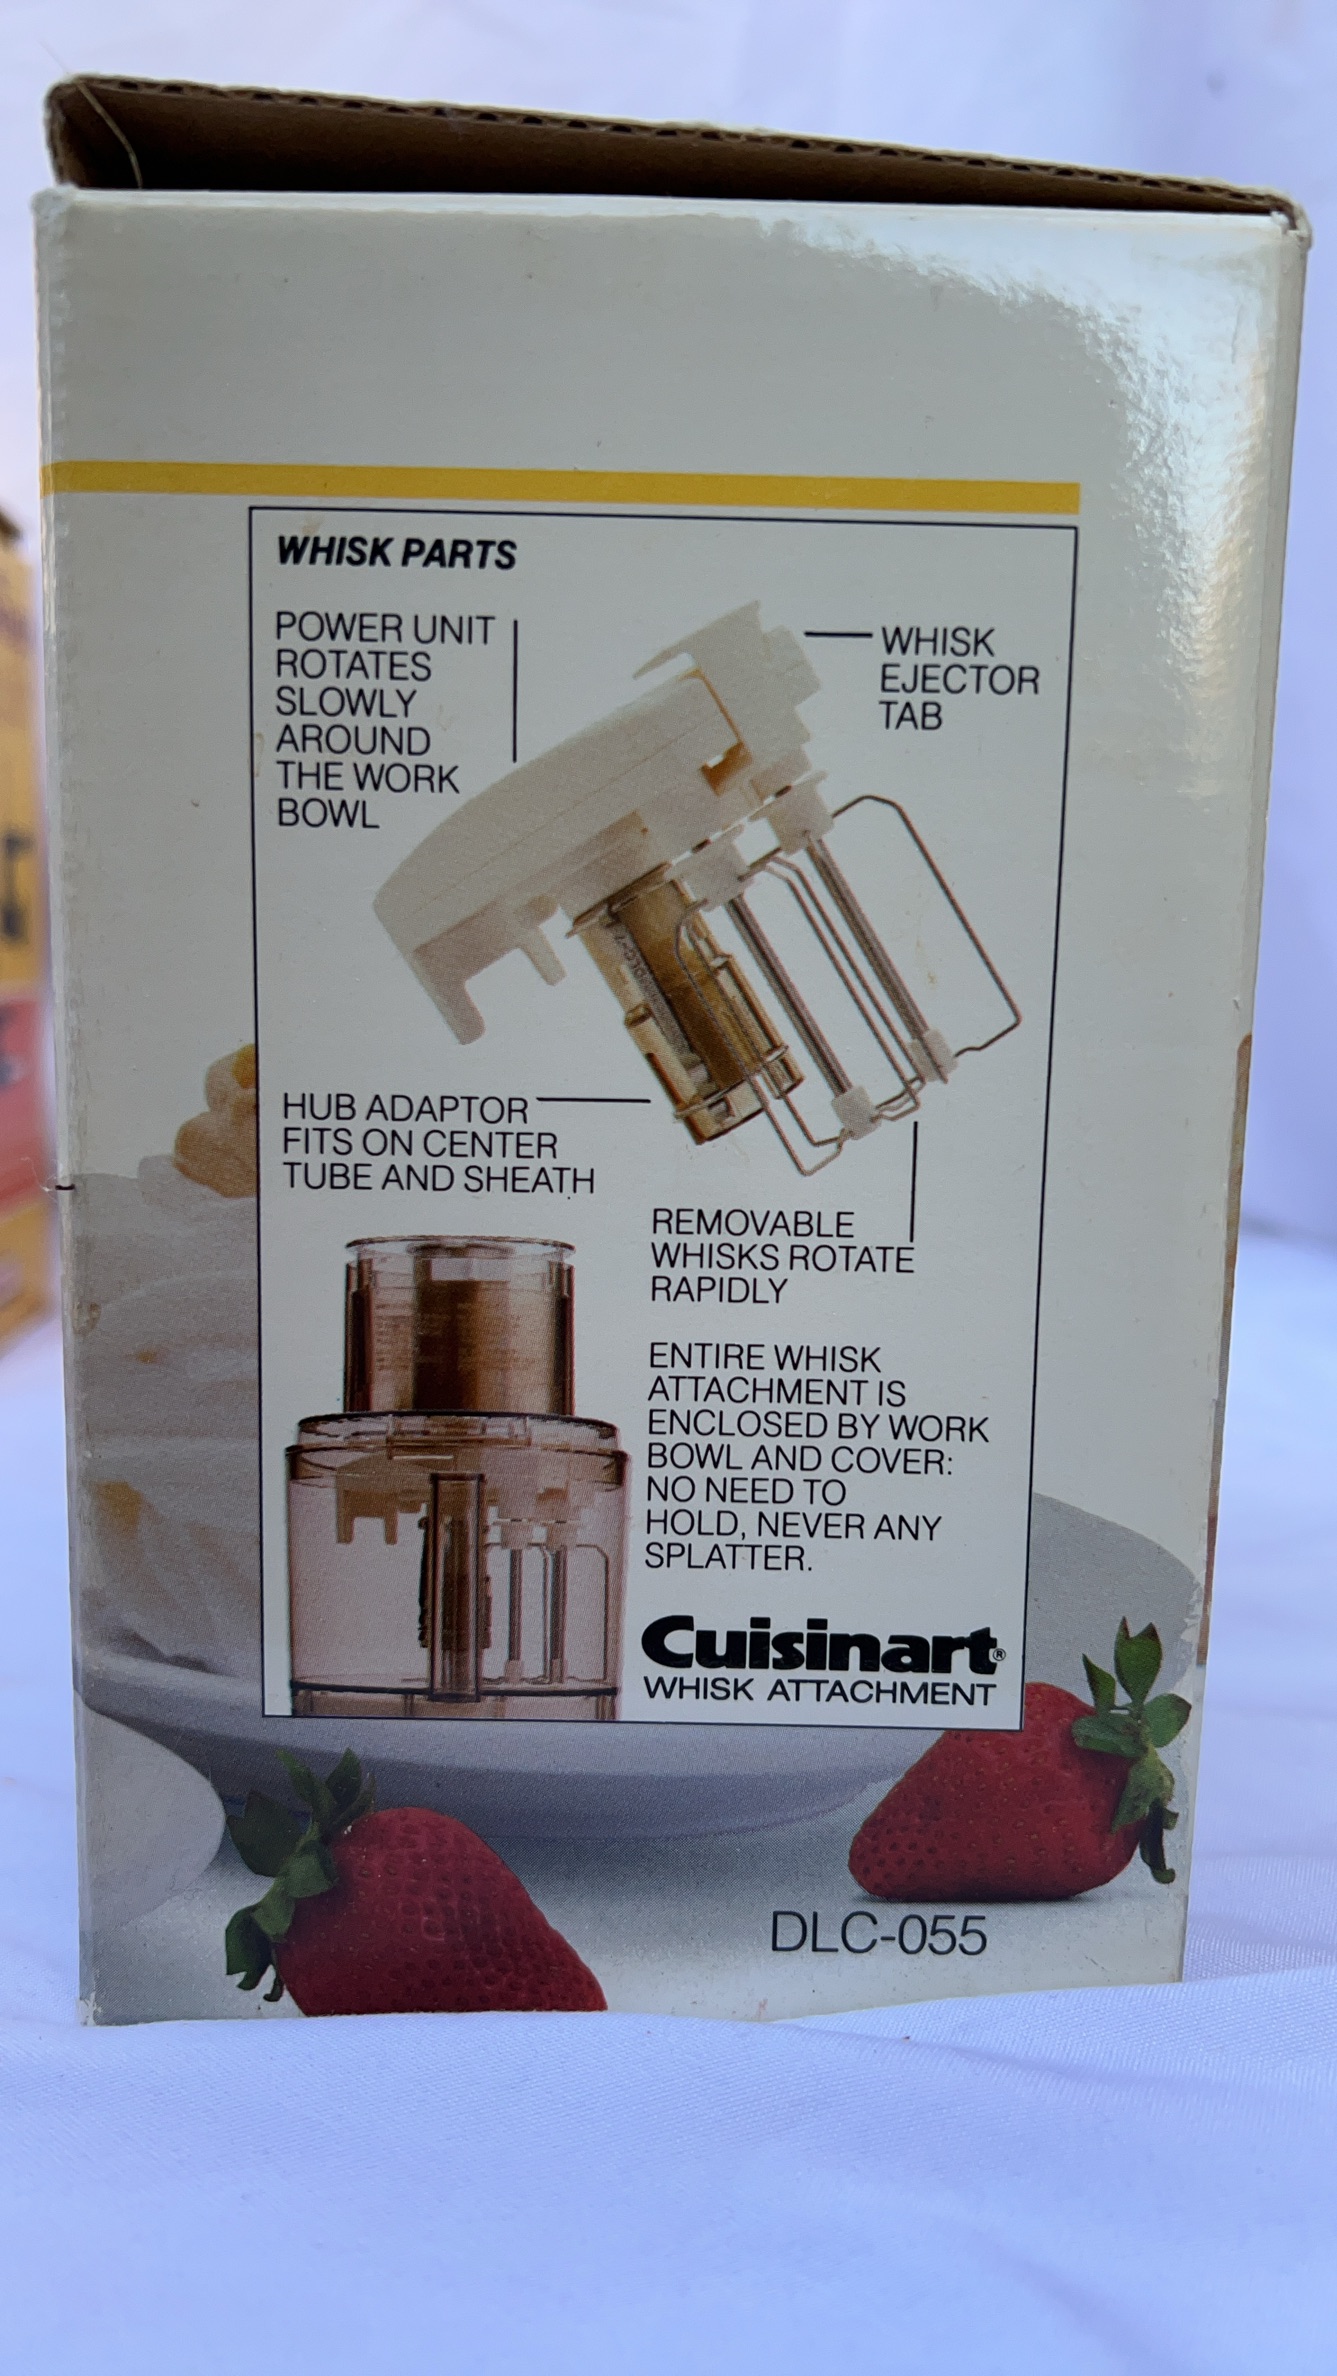 WHISK PARTS
POWER UNIT
ROTATES
SLOWLY
AROUND
THE WORK
BOWL
WHISK
EJECTOR
TAB
HUB ADAPTOR
FITS ON CENTER
TUBE AND SHEATH
REMOVABLE
WHISKS ROTATE
RAPIDLY
ENTIRE WHISK
ATTACHMENT IS
ENCLOSED BY WORK
BOWL AND COVER:
NO NEED TO
HOLD, NEVER ANY
SPLATTER.
Cuisinart®
WHISK ATTACHMENT
DLC-055